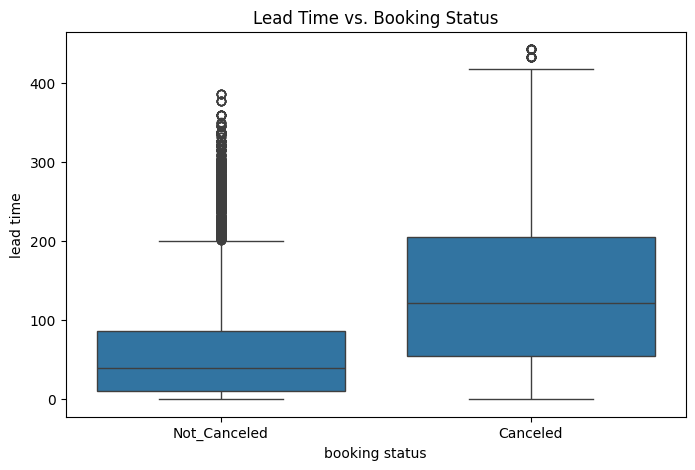 Lead Time vs. Booking Status
lead time
400
300
200
100
0
Not_Canceled
Canceled
booking status